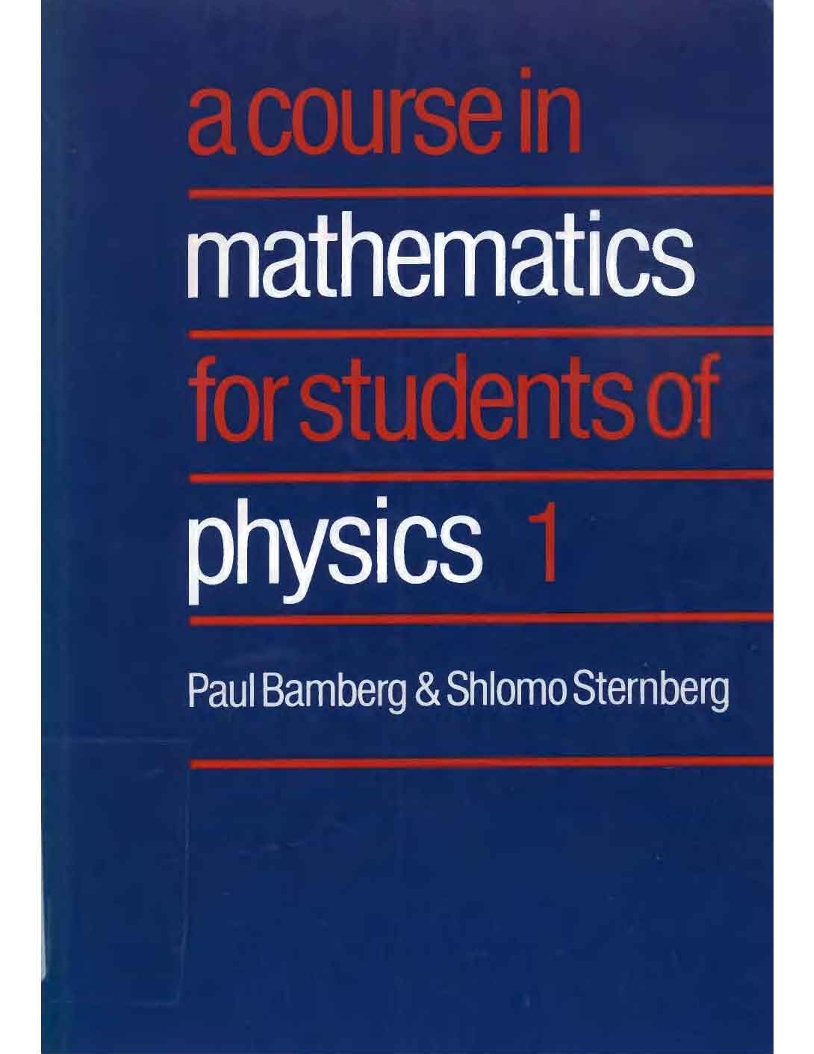 a course in
mathematics
for students of
physics 1
Paul Bamberg & Shlomo Sternberg